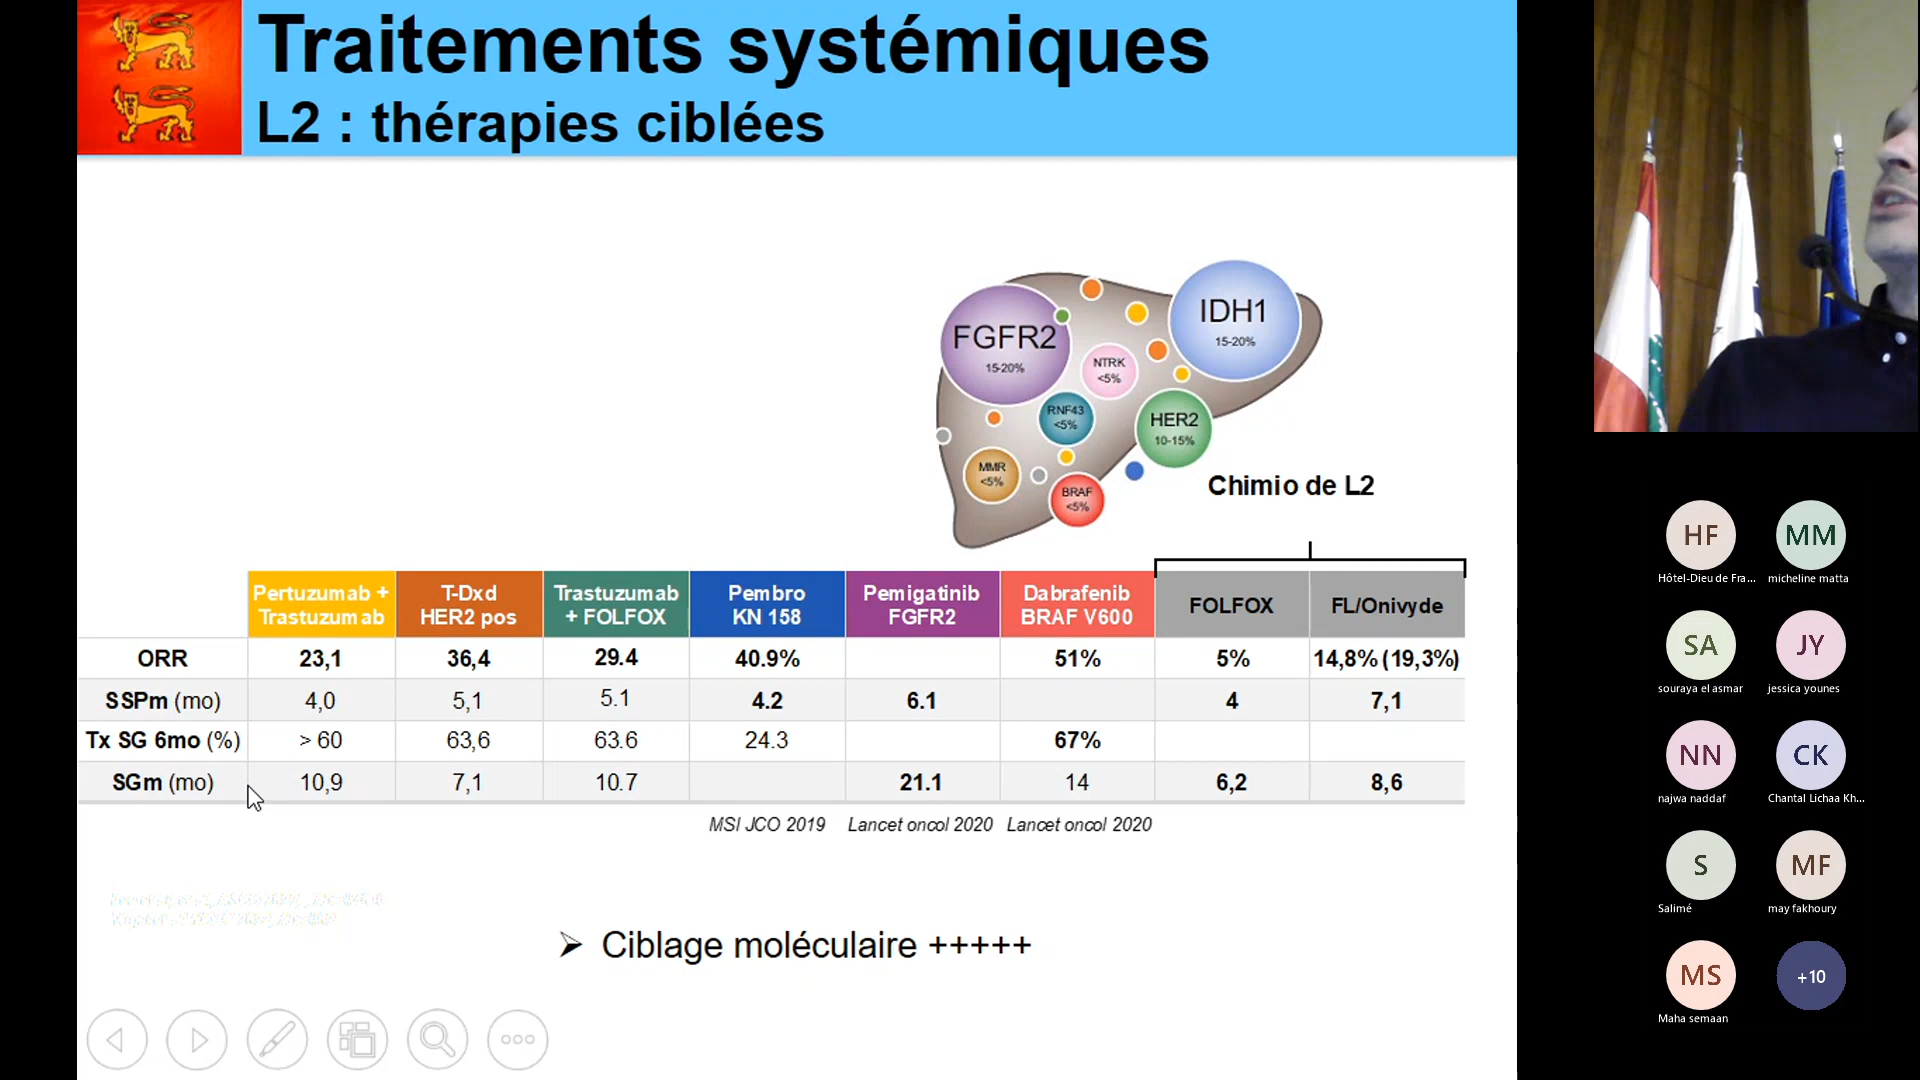 Traitements systémiques
L2 : thérapies ciblées
FGFR2
15-20%
IDH1
15-20%
NTRK
<5%
RNF43
<5%
HER2
10-15%
MMR
<5%
BRAF
<5%
Chimio de L2
Pertuzumab + Trastuzumab
T-Dxd HER2 pos
Trastuzumab + FOLFOX
Pembro KN 158
Pemigatinib FGFR2
Dabrafenib BRAF V600
FOLFOX
FL/Onivyde
ORR 23,1 36,4 29.4 40.9% 51% 5% 14,8% (19,3%)
SSPm (mo) 4,0 5,1 5.1 4.2 6.1 4 7,1
Tx SG 6mo (%) > 60 63,6 63.6 24.3 67%
SGm (mo) 10,9 7,1 10.7 21.1 14 6,2 8,6
MSI JCO 2019 Lancet oncol 2020 Lancet oncol 2020
➢ Ciblage moléculaire +++++
HF
Hôtel-Dieu de Fra...
MM
micheline matta
SA
souraya el asmar
JY
jessica younes
NN
najwa naddaf
CK
Chantal Lichaa Kh...
S
Salimé
MF
may fakhoury
MS
Maha semaan
+10